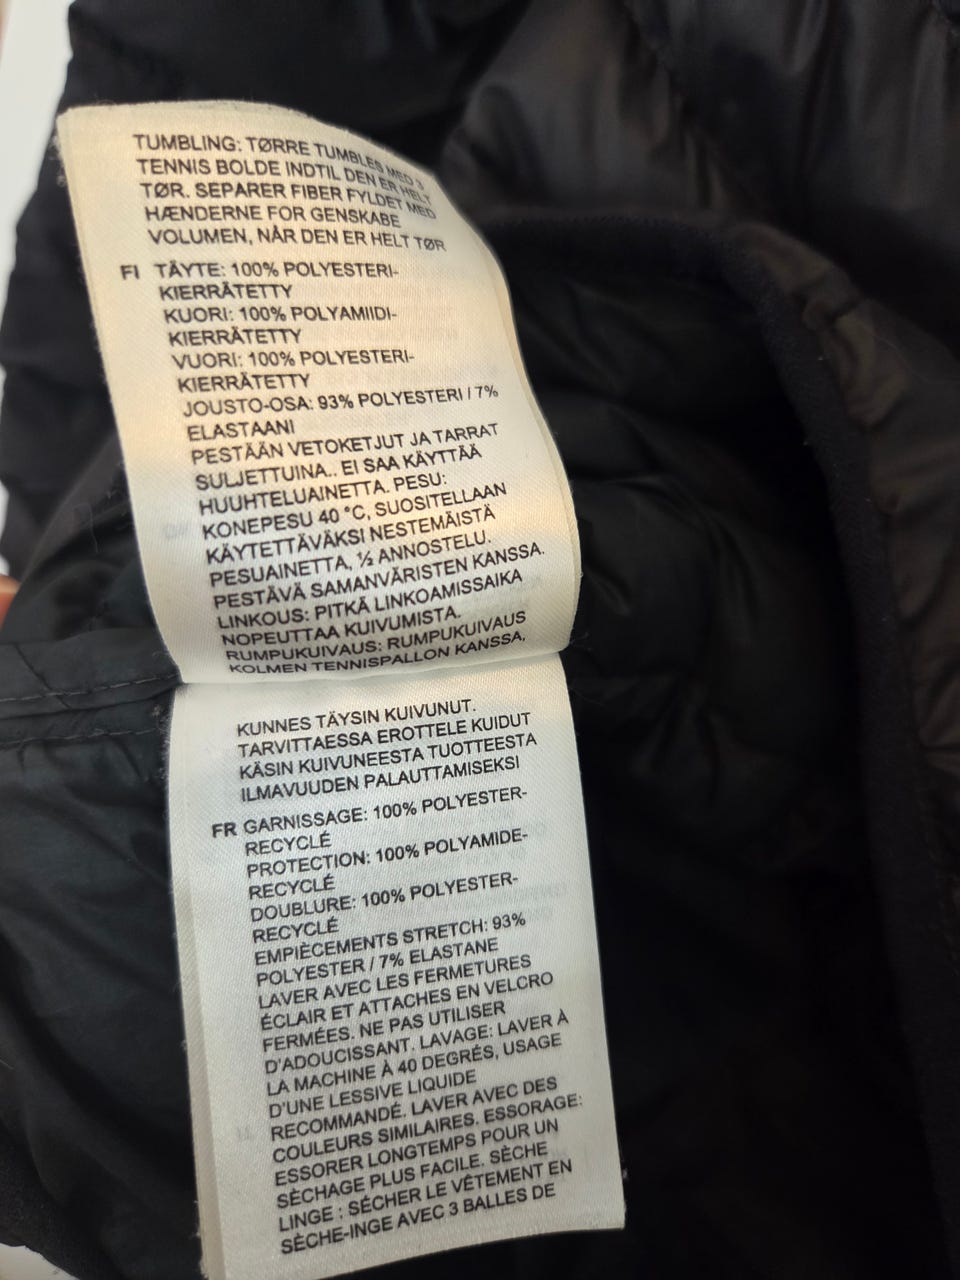 TUMBLING: TØRRE TUMBLES MED 3
TENNIS BOLDE INDTIL DEN ER HELT
TØR. SEPARER FIBER FYLDET MED
HÆNDERNE FOR GENSKABE
VOLUMEN, NÅR DEN ER HELT TØR
FI TÄYTE: 100% POLYESTERI-
KIERRÄTETTY
KUORI: 100% POLYAMIIDI-
KIERRÄTETTY
VUORI: 100% POLYESTERI-
KIERRÄTETTY
JOUSTO-OSA: 93% POLYESTERI / 7%
ELASTAANI
PESTÄÄN VETOKETJUT JA TARRAT
SULJETTUINA.. EI SAA KÄYTTÄÄ
HUUHTELUAINETTA. PESU:
KONEPESU 40 °C, SUOSITELLAAN
KÄYTETTÄVÄKSI NESTEMÄISTÄ
PESUAINETTA, ½ ANNOSTELU.
PESTÄVÄ SAMANVÄRISTEN KANSSA.
LINKOUS: PITKÄ LINKOAMISSAIKA
NOPEUTTAA KUIVUMISTA.
RUMPUKUIVAUS: RUMPUKUIVAUS
KOLMEN TENNISPALLON KANSSA,
KUNNES TÄYSIN KUIVUNUT.
TARVITTAESSA EROTTELE KUIDUT
KÄSIN KUIVUNEESTA TUOTTEESTA
ILMAVUUDEN PALAUTTAMISEKSI
FR GARNISSAGE: 100% POLYESTER-
RECYCLÉ
PROTECTION: 100% POLYAMIDE-
RECYCLÉ
DOUBLURE: 100% POLYESTER-
RECYCLÉ
EMPIÈCEMENTS STRETCH: 93%
POLYESTER / 7% ELASTANE
LAVER AVEC LES FERMETURES
ÉCLAIR ET ATTACHES EN VELCRO
FERMÉES. NE PAS UTILISER
D'ADOUCISSANT. LAVAGE: LAVER À
LA MACHINE À 40 DEGRÉS, USAGE
D'UNE LESSIVE LIQUIDE
RECOMMANDÉ. LAVER AVEC DES
COULEURS SIMILAIRES. ESSORAGE:
ESSORER LONGTEMPS POUR UN
SÈCHAGE PLUS FACILE. SÈCHE
LINGE : SÉCHER LE VÊTEMENT EN
SÈCHE-INGE AVEC 3 BALLES DE